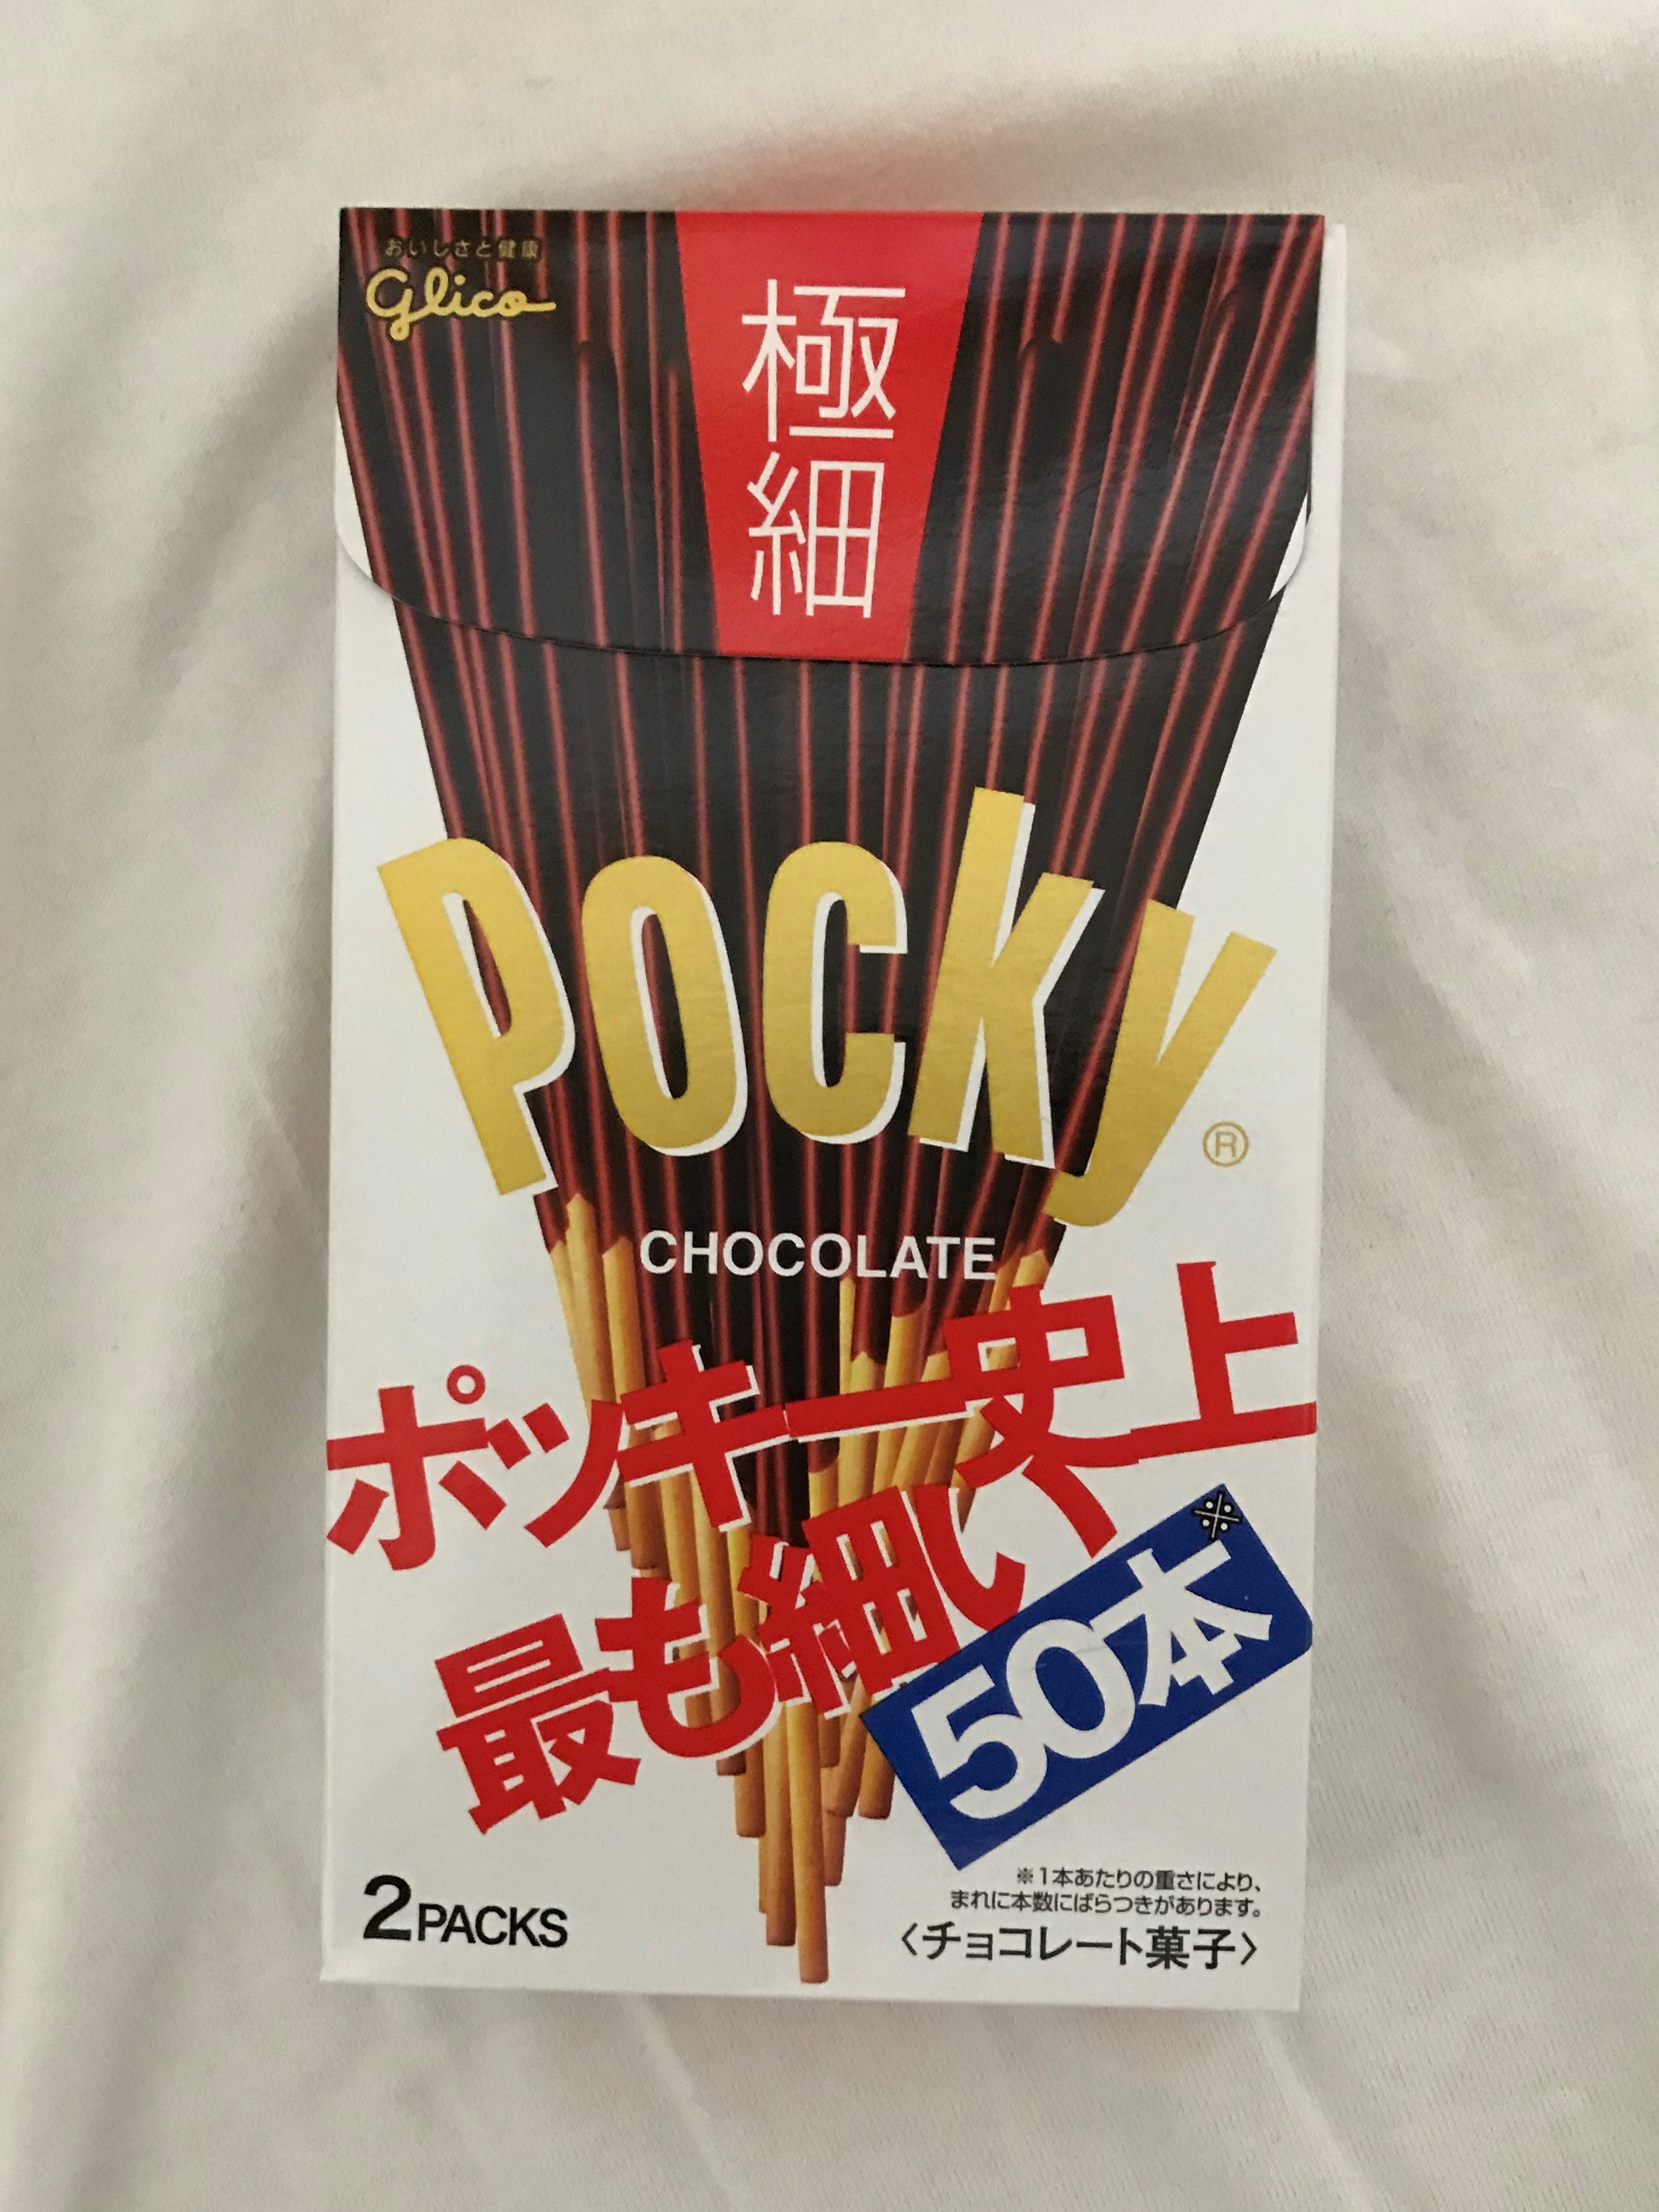 おいしさと健康
Glico
極細
POCKY
®
CHOCOLATE
ポッキー史上
最も細い
50本※
2PACKS
※1本あたりの重さにより、
まれに本数にばらつきがあります。
〈チョコレート菓子〉